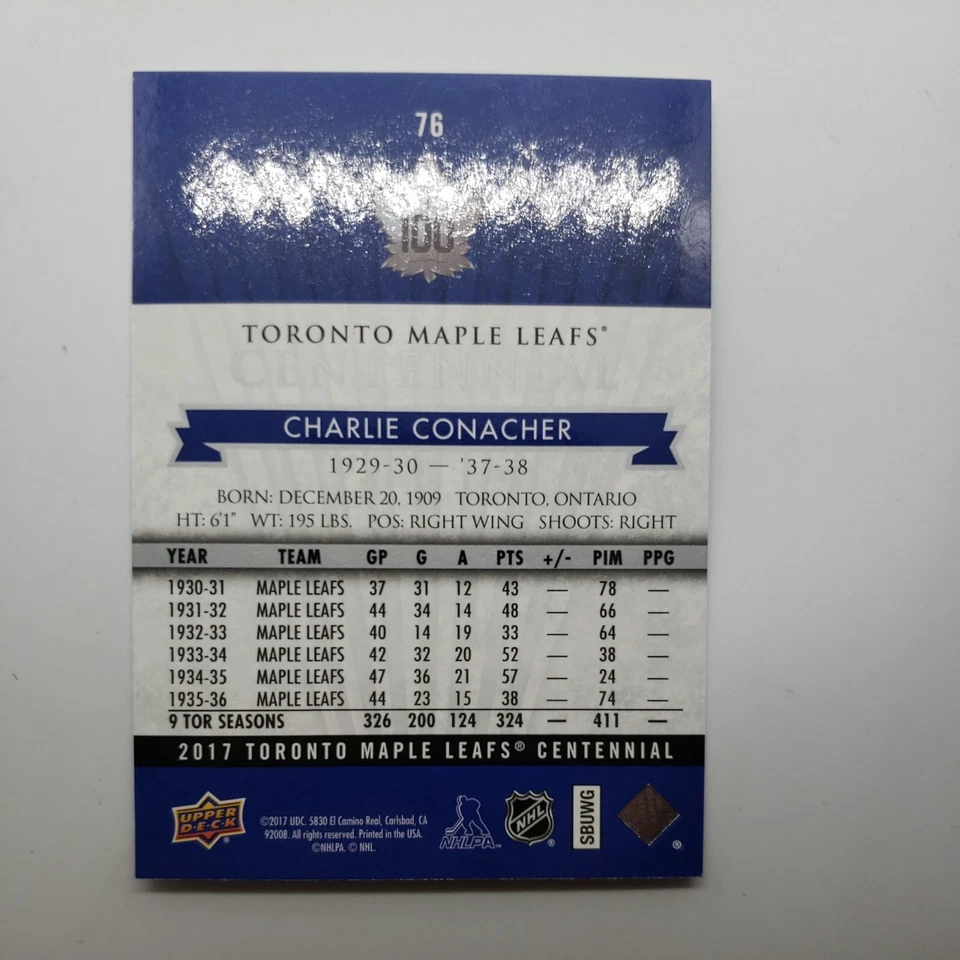 76
100
TORONTO MAPLE LEAFS®
CENTENNIAL
CHARLIE CONACHER
1929-30 — '37-38
BORN: DECEMBER 20, 1909 TORONTO, ONTARIO
HT: 6'1" WT: 195 LBS. POS: RIGHT WING SHOOTS: RIGHT
YEAR TEAM GP G A PTS +/- PIM PPG
1930-31 MAPLE LEAFS 37 31 12 43 — 78 —
1931-32 MAPLE LEAFS 44 34 14 48 — 66 —
1932-33 MAPLE LEAFS 40 14 19 33 — 64 —
1933-34 MAPLE LEAFS 42 32 20 52 — 38 —
1934-35 MAPLE LEAFS 47 36 21 57 — 24 —
1935-36 MAPLE LEAFS 44 23 15 38 — 74 —
9 TOR SEASONS 326 200 124 324 — 411 —
2017 TORONTO MAPLE LEAFS® CENTENNIAL
UPPER DECK®
©2017 UDC. 5830 El Camino Real, Carlsbad, CA
92008. All rights reserved. Printed in the USA.
©NHLPA. © NHL.
NHLPA™
NHL®
SBUWG
®